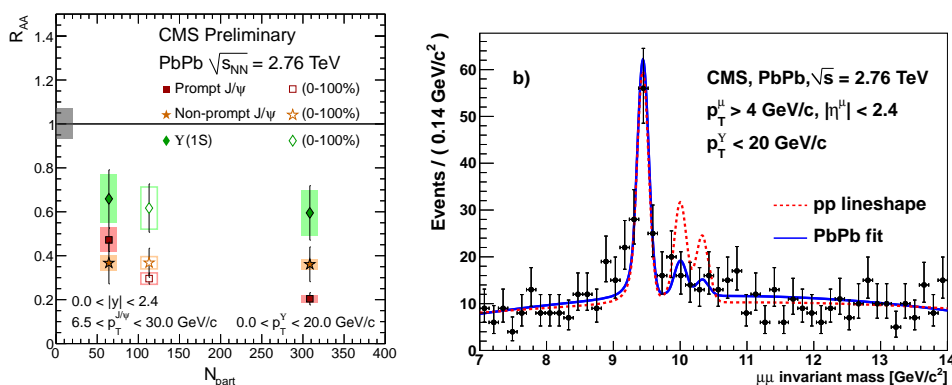 R_AA
CMS Preliminary
PbPb √s_NN = 2.76 TeV
Prompt J/ψ (0-100%)
Non-prompt J/ψ (0-100%)
ϒ(1S) (0-100%)
1.4
1.2
1
0.8
0.6
0.4
0.2
0.0 < |y| < 2.4
6.5 < p_T^J/ψ < 30.0 GeV/c 0.0 < p_T^ϒ < 20.0 GeV/c
0 50 100 150 200 250 300 350 400
N_part
Events / ( 0.14 GeV/c² )
b)
CMS, PbPb, √s = 2.76 TeV
p_T^μ > 4 GeV/c, |η^μ| < 2.4
p_T^ϒ < 20 GeV/c
pp lineshape
PbPb fit
60
50
40
30
20
10
0
7 8 9 10 11 12 13 14
μμ invariant mass [GeV/c²]